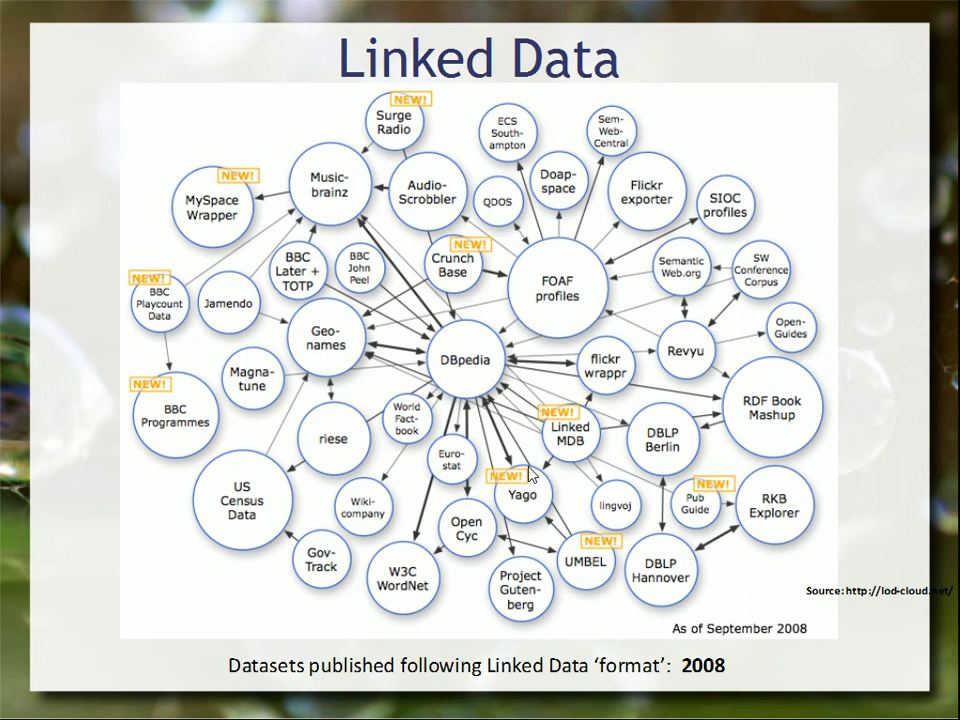 Linked Data
NEW!
Surge
Radio
ECS
South-
ampton
Sem-
Web-
Central
Music-
brainz
NEW!
MySpace
Wrapper
Audio-
Scrobbler
QDOS
Doap-
space
Flickr
exporter
SIOC
profiles
BBC
Later +
TOTP
BBC
John
Peel
NEW!
Crunch
Base
FOAF
profiles
Semantic
Web.org
SW
Conference
Corpus
NEW!
BBC
Playcount
Data
Jamendo
Geo-
names
DBpedia
flickr
wrappr
Revyu
Open-
Guides
Magna-
tune
NEW!
BBC
Programmes
riese
World
Fact-
book
NEW!
Linked
MDB
DBLP
Berlin
RDF Book
Mashup
Euro-
stat
NEW!
Yago
US
Census
Data
Wiki-
company
Open
Cyc
lingvoj
NEW!
Pub
Guide
RKB
Explorer
Gov-
Track
W3C
WordNet
Project
Guten-
berg
NEW!
UMBEL
DBLP
Hannover
Source: http://lod-cloud.net/
As of September 2008
Datasets published following Linked Data ‘format’: 2008